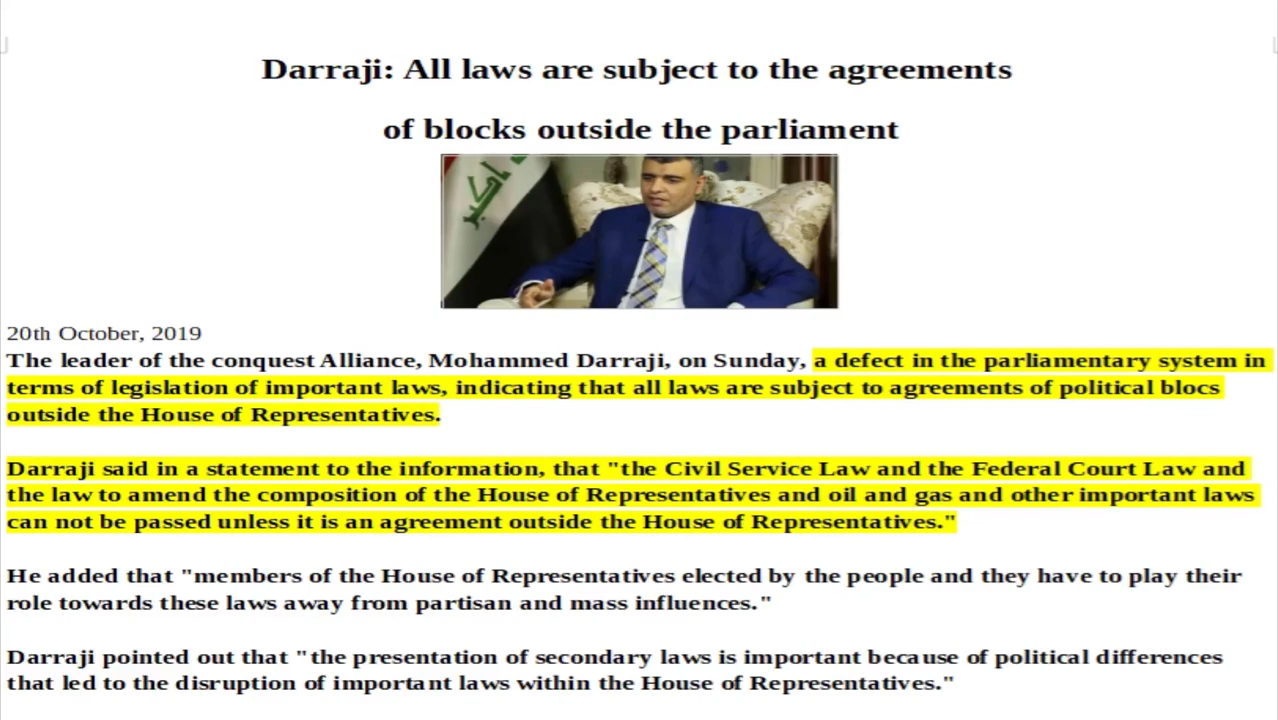 Darraji: All laws are subject to the agreements
of blocks outside the parliament
20th October, 2019
The leader of the conquest Alliance, Mohammed Darraji, on Sunday, a defect in the parliamentary system in
terms of legislation of important laws, indicating that all laws are subject to agreements of political blocs
outside the House of Representatives.
Darraji said in a statement to the information, that "the Civil Service Law and the Federal Court Law and
the law to amend the composition of the House of Representatives and oil and gas and other important laws
can not be passed unless it is an agreement outside the House of Representatives."
He added that "members of the House of Representatives elected by the people and they have to play their
role towards these laws away from partisan and mass influences."
Darraji pointed out that "the presentation of secondary laws is important because of political differences
that led to the disruption of important laws within the House of Representatives."